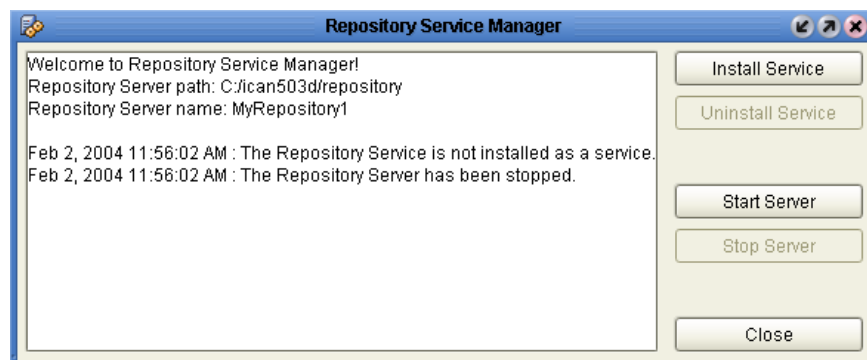 Repository Service Manager
Welcome to Repository Service Manager!
Repository Server path: C:/ican503d/repository
Repository Server name: MyRepository1
Feb 2, 2004 11:56:02 AM : The Repository Service is not installed as a service.
Feb 2, 2004 11:56:02 AM : The Repository Server has been stopped.
Install Service
Uninstall Service
Start Server
Stop Server
Close